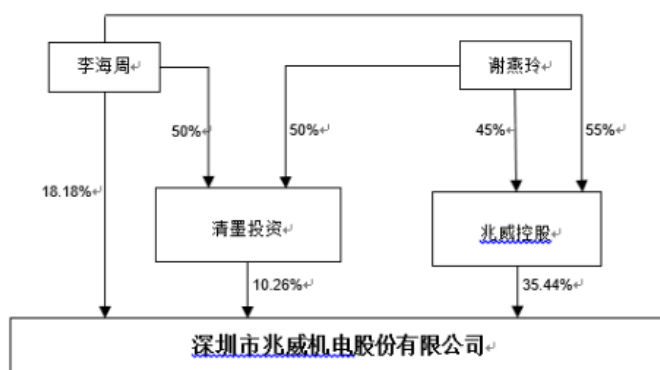 李海周
谢燕玲
50%
50%
45%
55%
18.18%
清墨投资
兆威控股
10.26%
35.44%
深圳市兆威机电股份有限公司